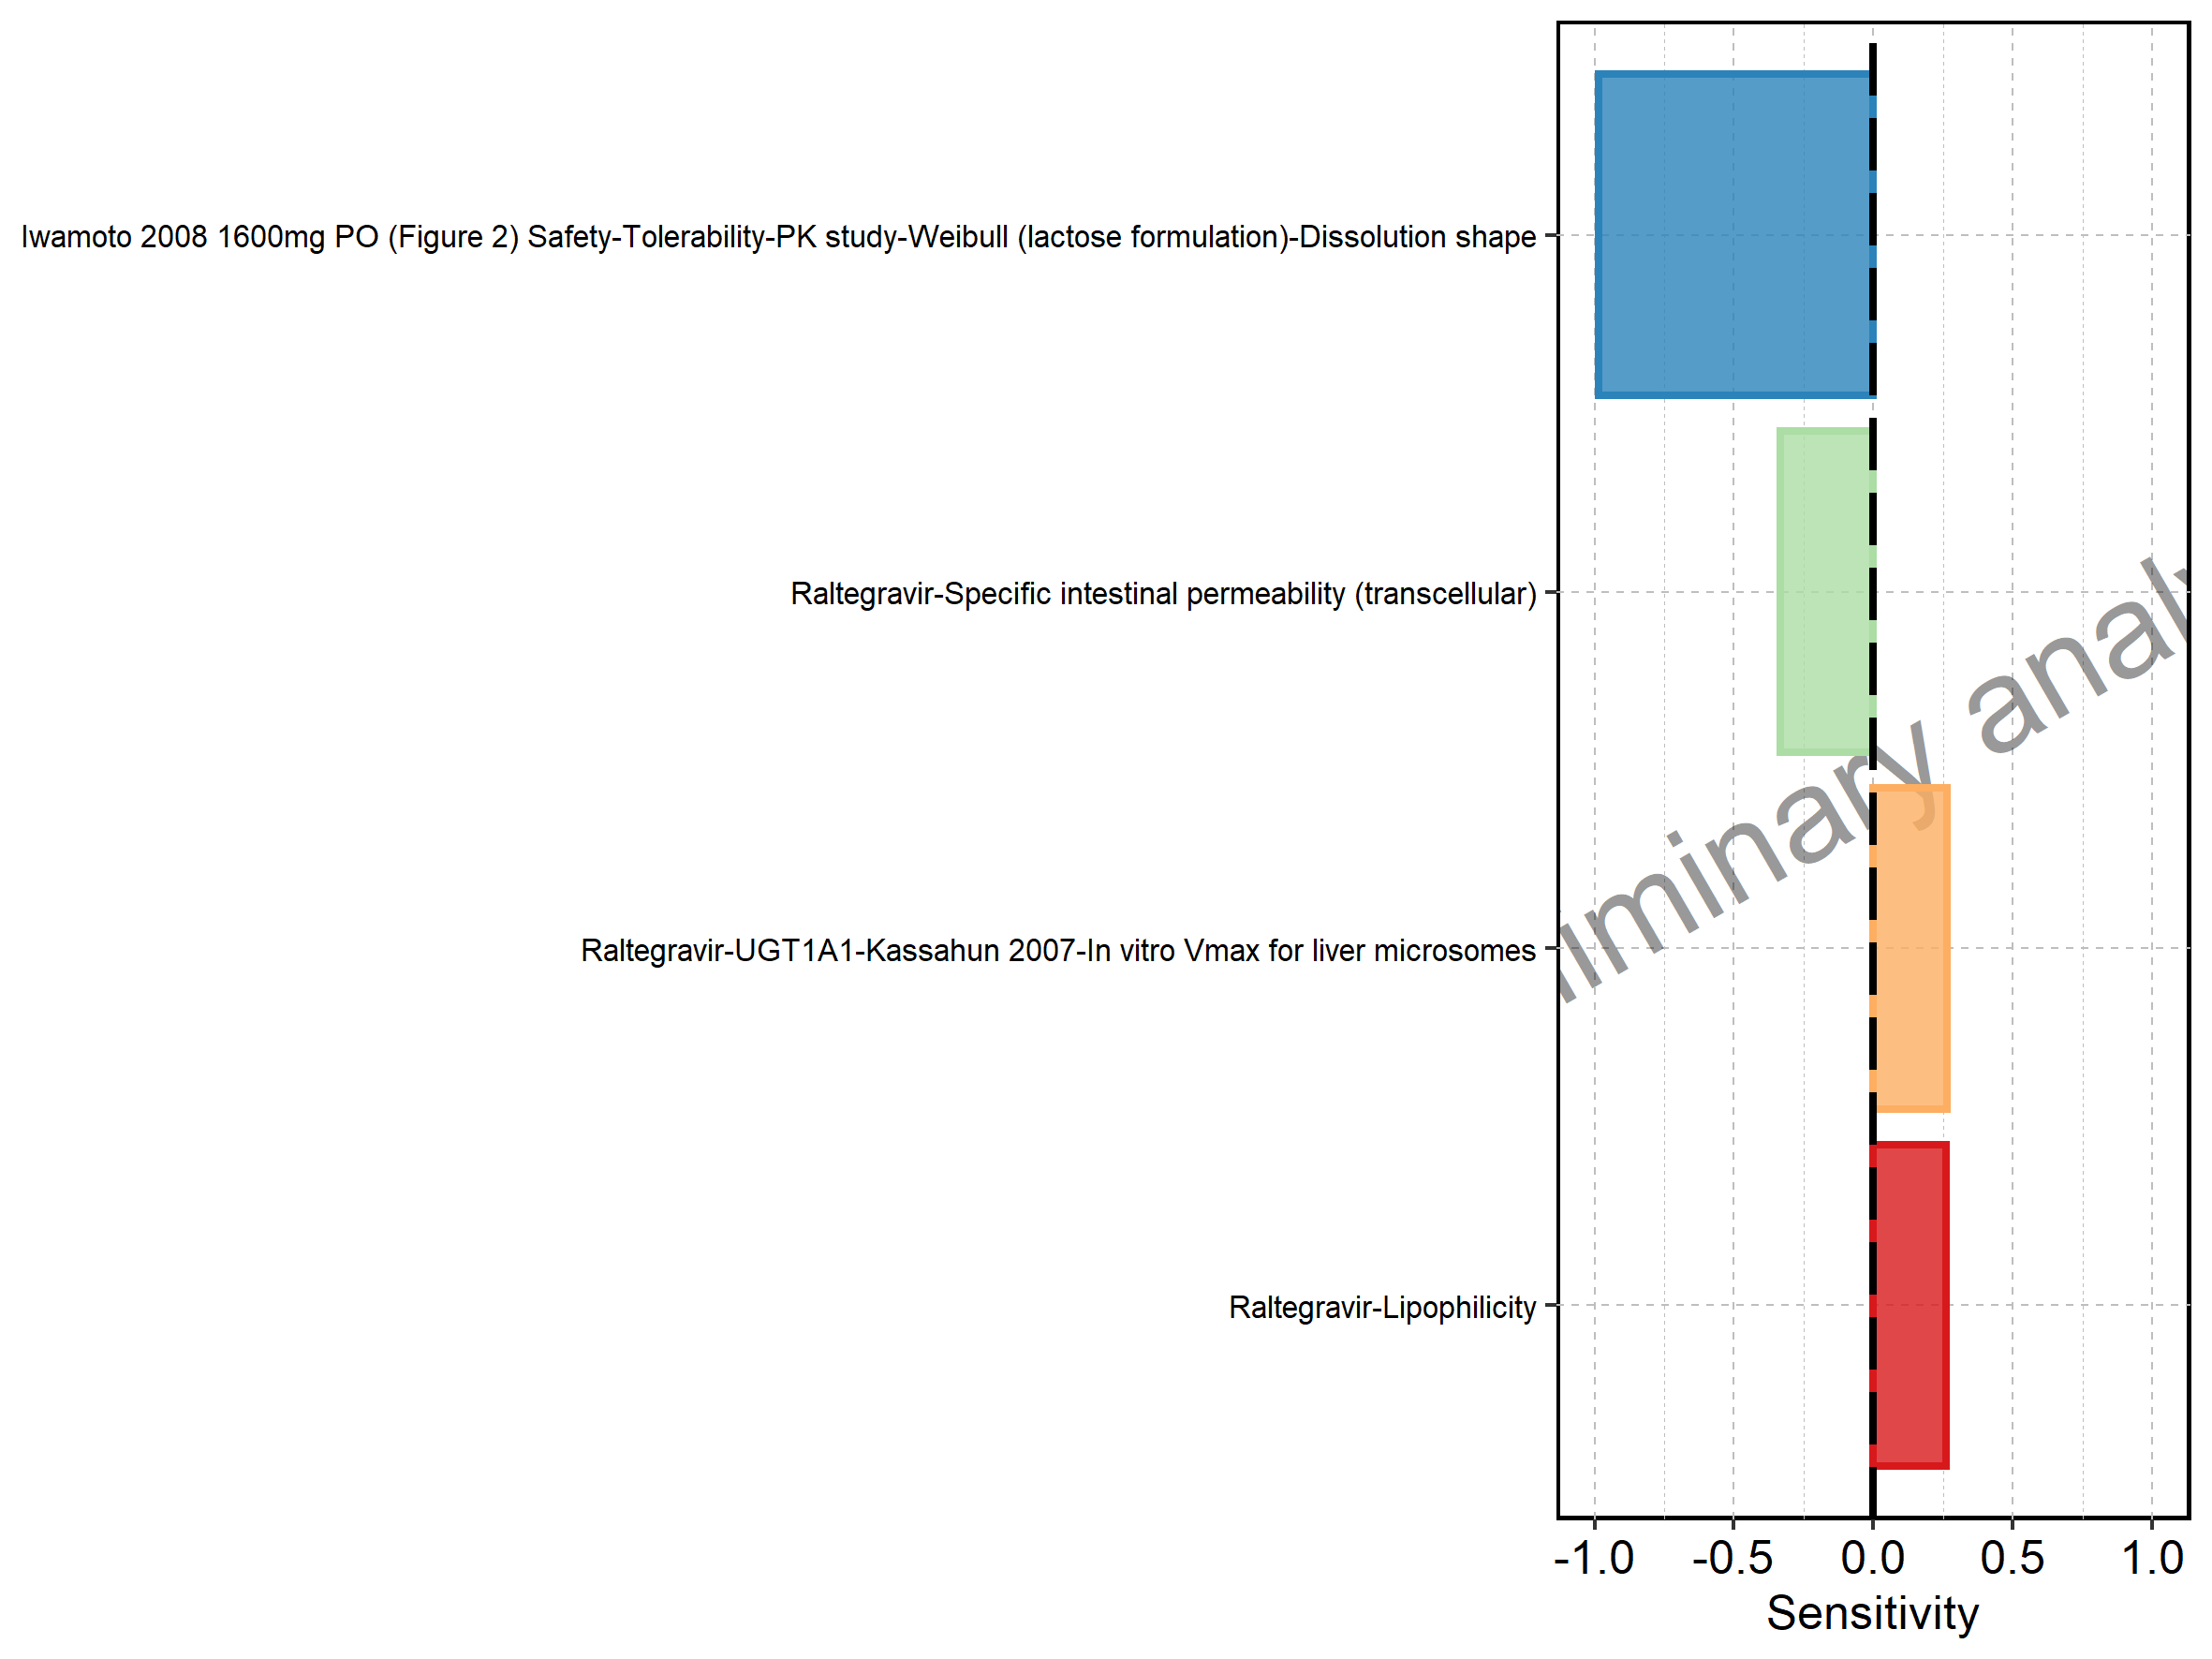 Iwamoto 2008 1600mg PO (Figure 2) Safety-Tolerability-PK study-Weibull (lactose formulation)-Dissolution shape
Raltegravir-Specific intestinal permeability (transcellular)
Raltegravir-UGT1A1-Kassahun 2007-In vitro Vmax for liver microsomes
Raltegravir-Lipophilicity
-1.0 -0.5 0.0 0.5 1.0
Sensitivity